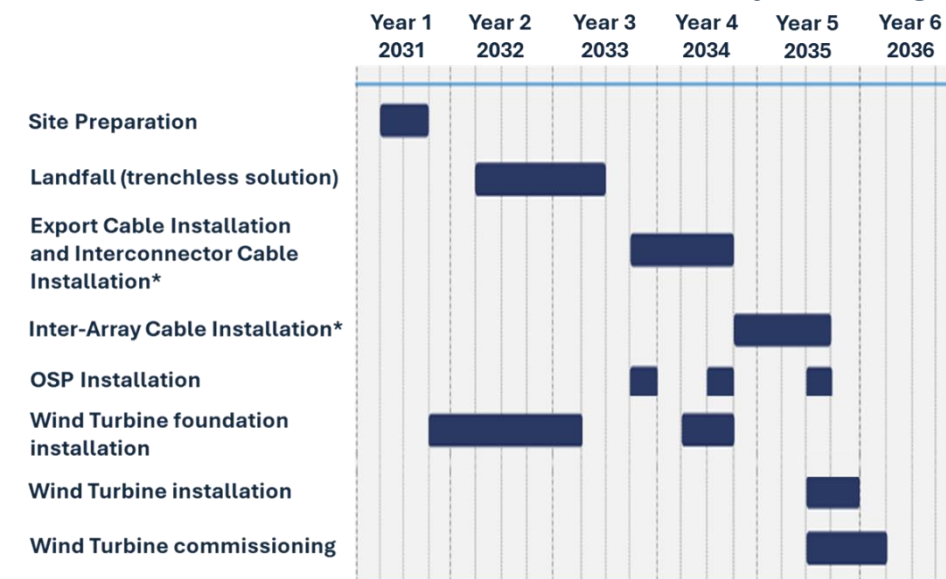 Year 1 Year 2 Year 3 Year 4 Year 5 Year 6
2031 2032 2033 2034 2035 2036
Site Preparation
Landfall (trenchless solution)
Export Cable Installation
and Interconnector Cable
Installation*
Inter-Array Cable Installation*
OSP Installation
Wind Turbine foundation
installation
Wind Turbine installation
Wind Turbine commissioning